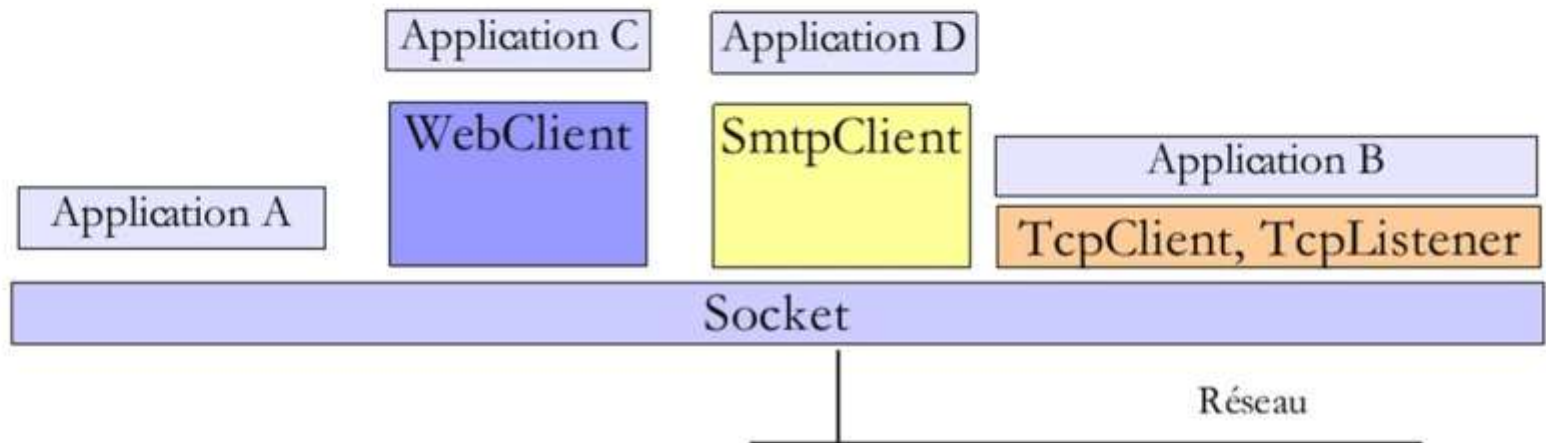 Application C
Application D
WebClient
SmtpClient
Application B
Application A
TcpClient, TcpListener
Socket
Réseau